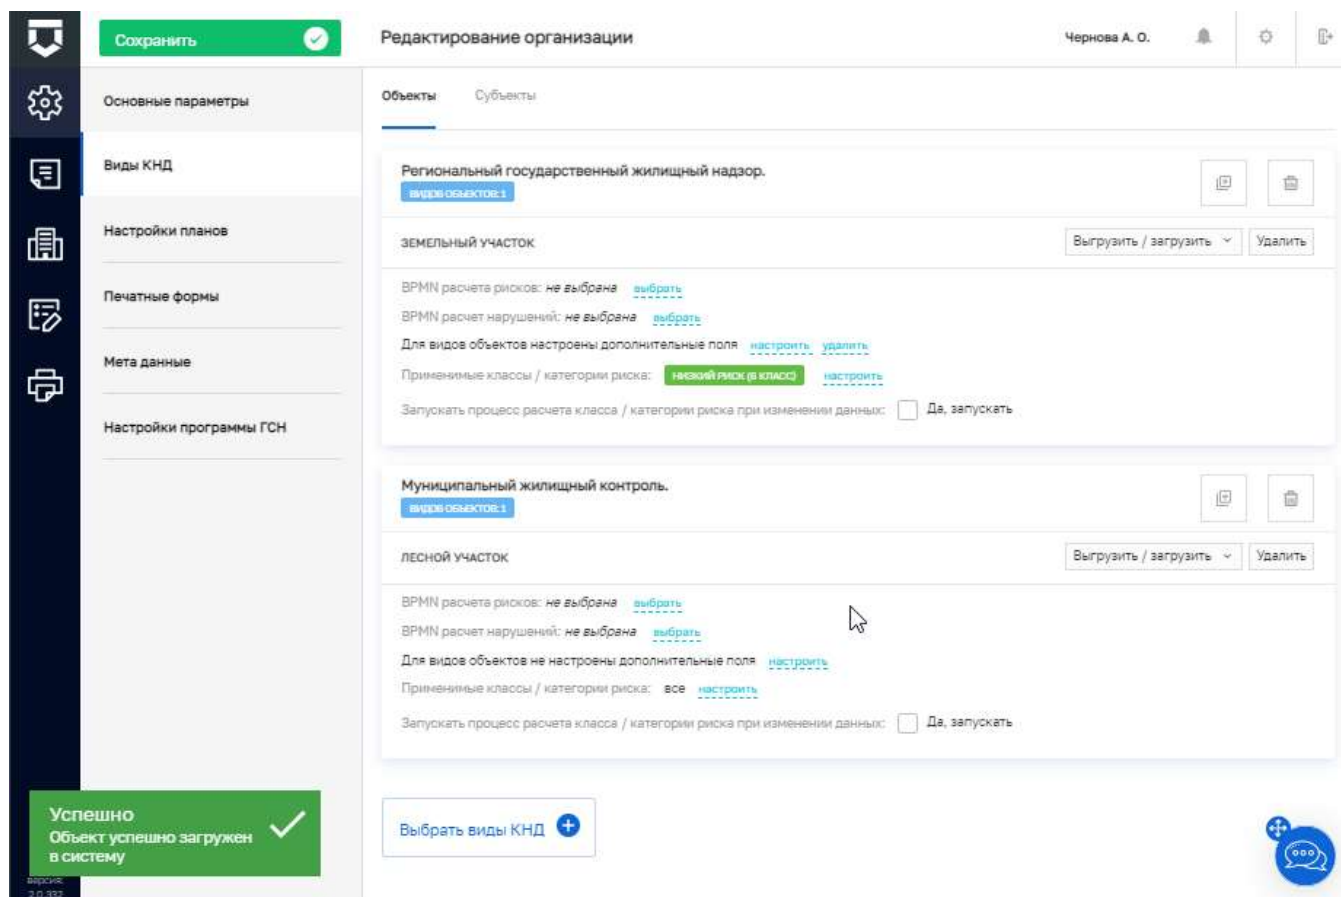 Сохранить
Редактирование организации
Чернова А. О.
Основные параметры
Виды КНД
Настройки планов
Печатные формы
Мета данные
Настройки программы ГСН
Объекты Субъекты
Региональный государственный жилищный надзор.
ВИДОВ ОБЪЕКТОВ: 1
ЗЕМЕЛЬНЫЙ УЧАСТОК
Выгрузить / загрузить Удалить
BPMN расчета рисков: не выбрана выбрать
BPMN расчет нарушений: не выбрана выбрать
Для видов объектов настроены дополнительные поля настроить удалить
Применимые классы / категории риска: НИЗКИЙ РИСК (6 КЛАСС) настроить
Запускать процесс расчета класса / категории риска при изменении данных: Да, запускать
Муниципальный жилищный контроль.
ВИДОВ ОБЪЕКТОВ: 1
ЛЕСНОЙ УЧАСТОК
Выгрузить / загрузить Удалить
BPMN расчета рисков: не выбрана выбрать
BPMN расчет нарушений: не выбрана выбрать
Для видов объектов не настроены дополнительные поля настроить
Применимые классы / категории риска: все настроить
Запускать процесс расчета класса / категории риска при изменении данных: Да, запускать
Выбрать виды КНД
Успешно
Объект успешно загружен
в систему
версия:
2.0.332